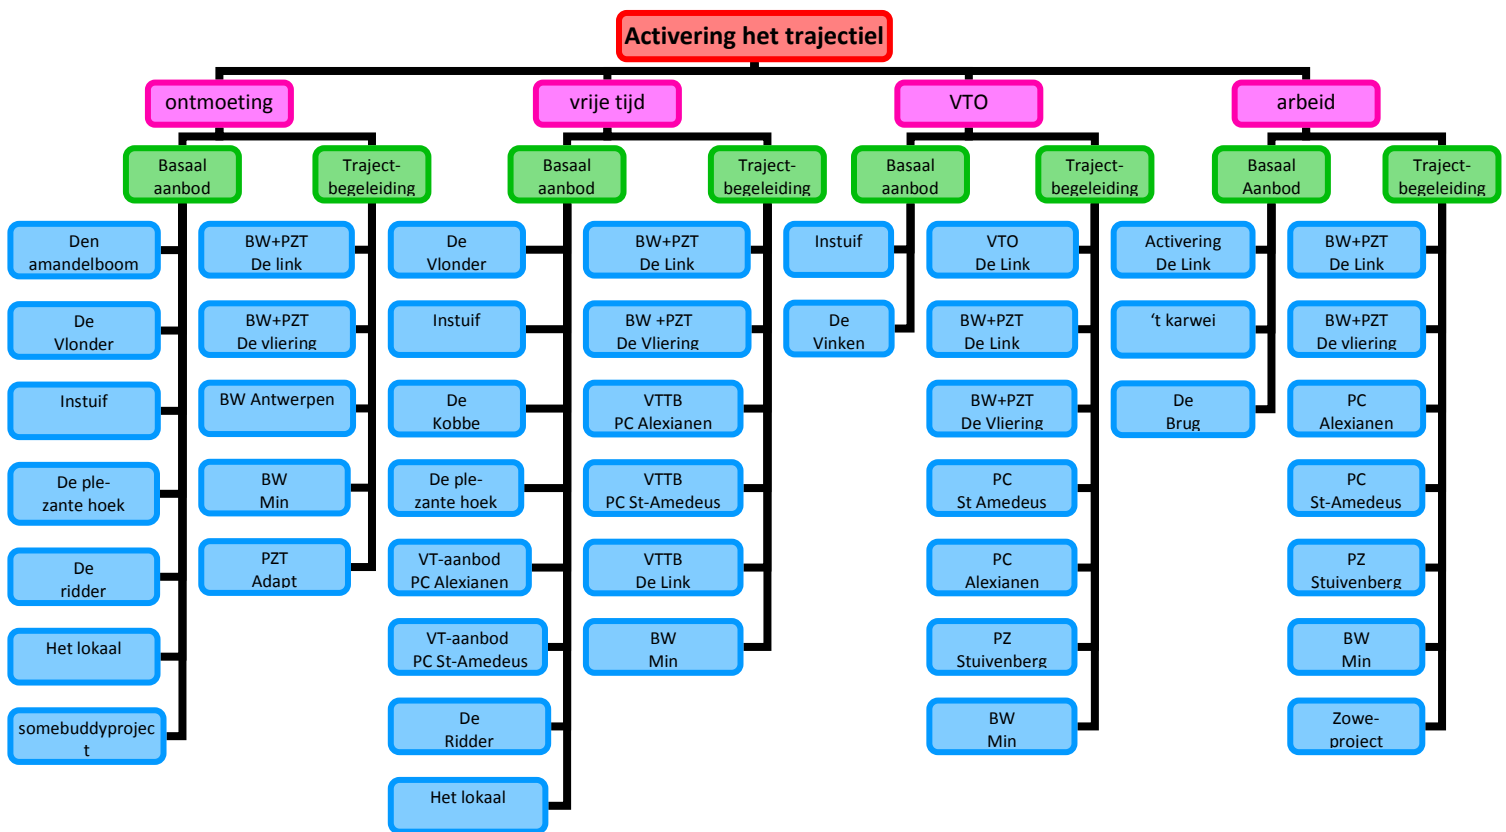 Activering het trajectiel
ontmoeting
Basaal
aanbod
Den
amandelboom
De
Vlonder
Instuif
De ple-
zante hoek
De
ridder
Het lokaal
somebuddyprojec
t
Traject-
begeleiding
BW+PZT
De link
BW+PZT
De vliering
BW Antwerpen
BW
Min
PZT
Adapt
vrije tijd
Basaal
aanbod
De
Vlonder
Instuif
De
Kobbe
De ple-
zante hoek
VT-aanbod
PC Alexianen
VT-aanbod
PC St-Amedeus
De
Ridder
Het lokaal
Traject-
begeleiding
BW+PZT
De Link
BW +PZT
De Vliering
VTTB
PC Alexianen
VTTB
PC St-Amedeus
VTTB
De Link
BW
Min
VTO
Basaal
aanbod
Instuif
De
Vinken
Traject-
begeleiding
VTO
De Link
BW+PZT
De Link
BW+PZT
De Vliering
PC
St Amedeus
PC
Alexianen
PZ
Stuivenberg
BW
Min
arbeid
Basaal
Aanbod
Activering
De Link
‘t karwei
De
Brug
Traject-
begeleiding
BW+PZT
De Link
BW+PZT
De vliering
PC
Alexianen
PC
St-Amedeus
PZ
Stuivenberg
BW
Min
Zowe-
project